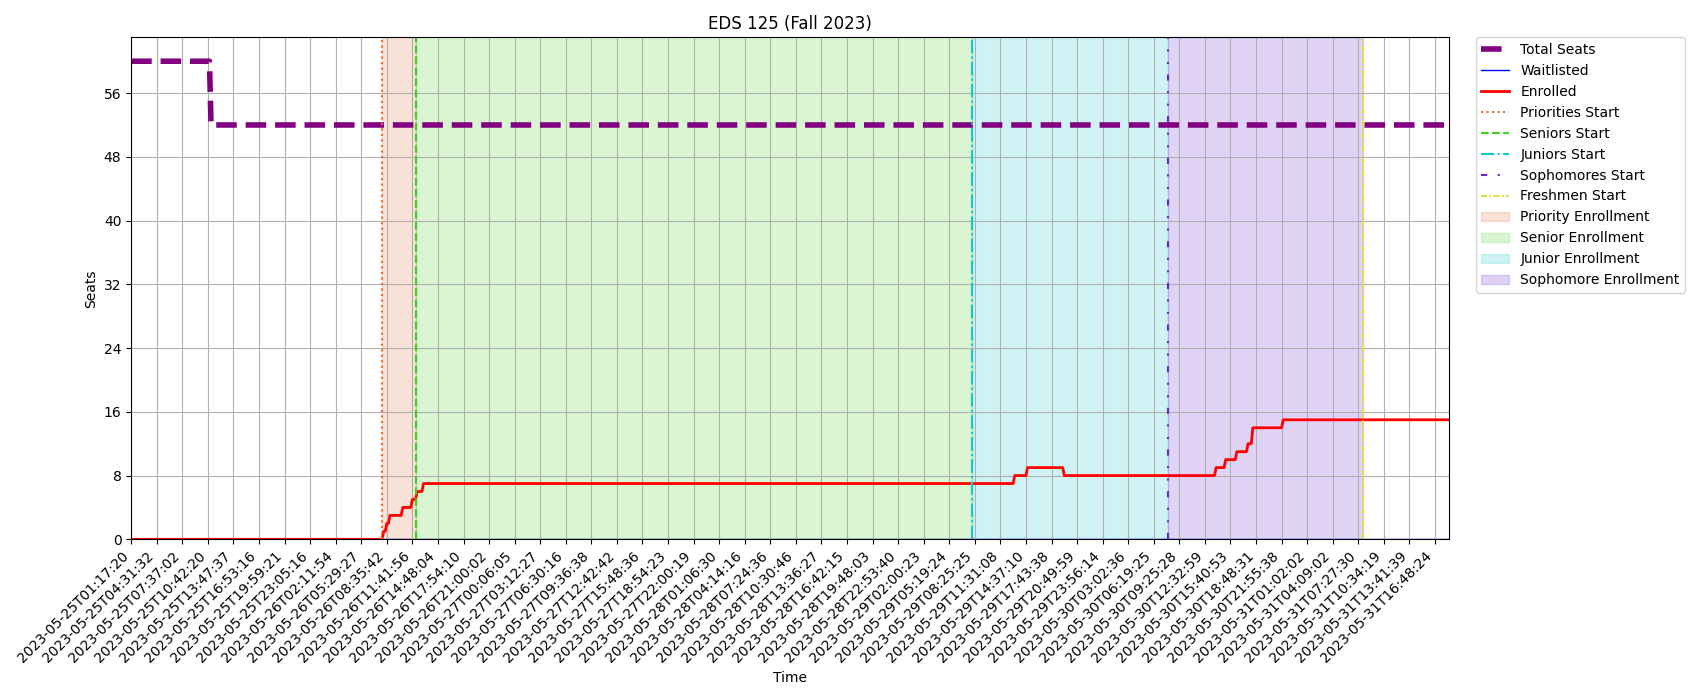 EDS 125 (Fall 2023)
Total Seats
Waitlisted
Enrolled
Priorities Start
Seniors Start
Juniors Start
Sophomores Start
Freshmen Start
Priority Enrollment
Senior Enrollment
Junior Enrollment
Sophomore Enrollment
Seats
56
48
40
32
24
16
8
0
2023-05-25T01:17:20
2023-05-25T04:31:32
2023-05-25T07:37:02
2023-05-25T10:42:20
2023-05-25T13:47:37
2023-05-25T16:53:16
2023-05-25T19:59:21
2023-05-25T23:05:16
2023-05-26T02:11:54
2023-05-26T05:29:27
2023-05-26T08:35:42
2023-05-26T11:41:56
2023-05-26T14:48:04
2023-05-26T17:54:10
2023-05-26T21:00:02
2023-05-27T00:06:05
2023-05-27T03:12:27
2023-05-27T06:30:16
2023-05-27T09:36:38
2023-05-27T12:42:42
2023-05-27T15:48:36
2023-05-27T18:54:23
2023-05-27T22:00:19
2023-05-28T01:06:30
2023-05-28T04:14:16
2023-05-28T07:24:36
2023-05-28T10:30:46
2023-05-28T13:36:27
2023-05-28T16:42:15
2023-05-28T19:48:03
2023-05-28T22:53:40
2023-05-29T02:00:23
2023-05-29T05:19:24
2023-05-29T08:25:25
2023-05-29T11:31:08
2023-05-29T14:37:10
2023-05-29T17:43:38
2023-05-29T20:49:59
2023-05-29T23:56:14
2023-05-30T03:02:36
2023-05-30T06:19:25
2023-05-30T09:25:28
2023-05-30T12:32:59
2023-05-30T15:40:53
2023-05-30T18:48:31
2023-05-30T21:55:38
2023-05-31T01:02:02
2023-05-31T04:09:02
2023-05-31T07:27:30
2023-05-31T10:34:19
2023-05-31T13:41:39
2023-05-31T16:48:24
Time